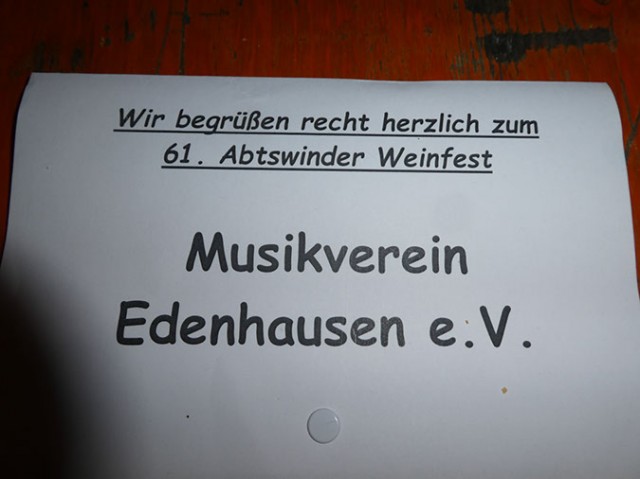 Wir begrüßen recht herzlich zum
61. Abtswinder Weinfest
Musikverein
Edenhausen e.V.